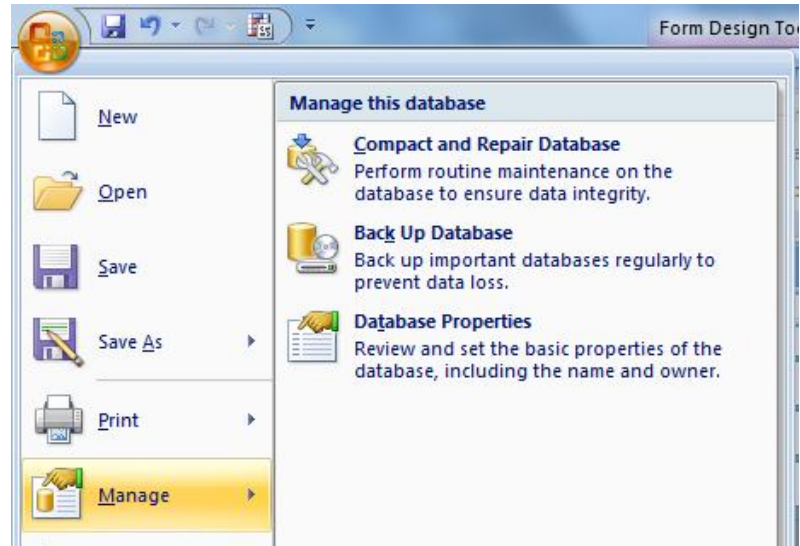 Form Design Too
New
Open
Save
Save As
Print
Manage
Manage this database
Compact and Repair Database
Perform routine maintenance on the
database to ensure data integrity.
Back Up Database
Back up important databases regularly to
prevent data loss.
Database Properties
Review and set the basic properties of the
database, including the name and owner.